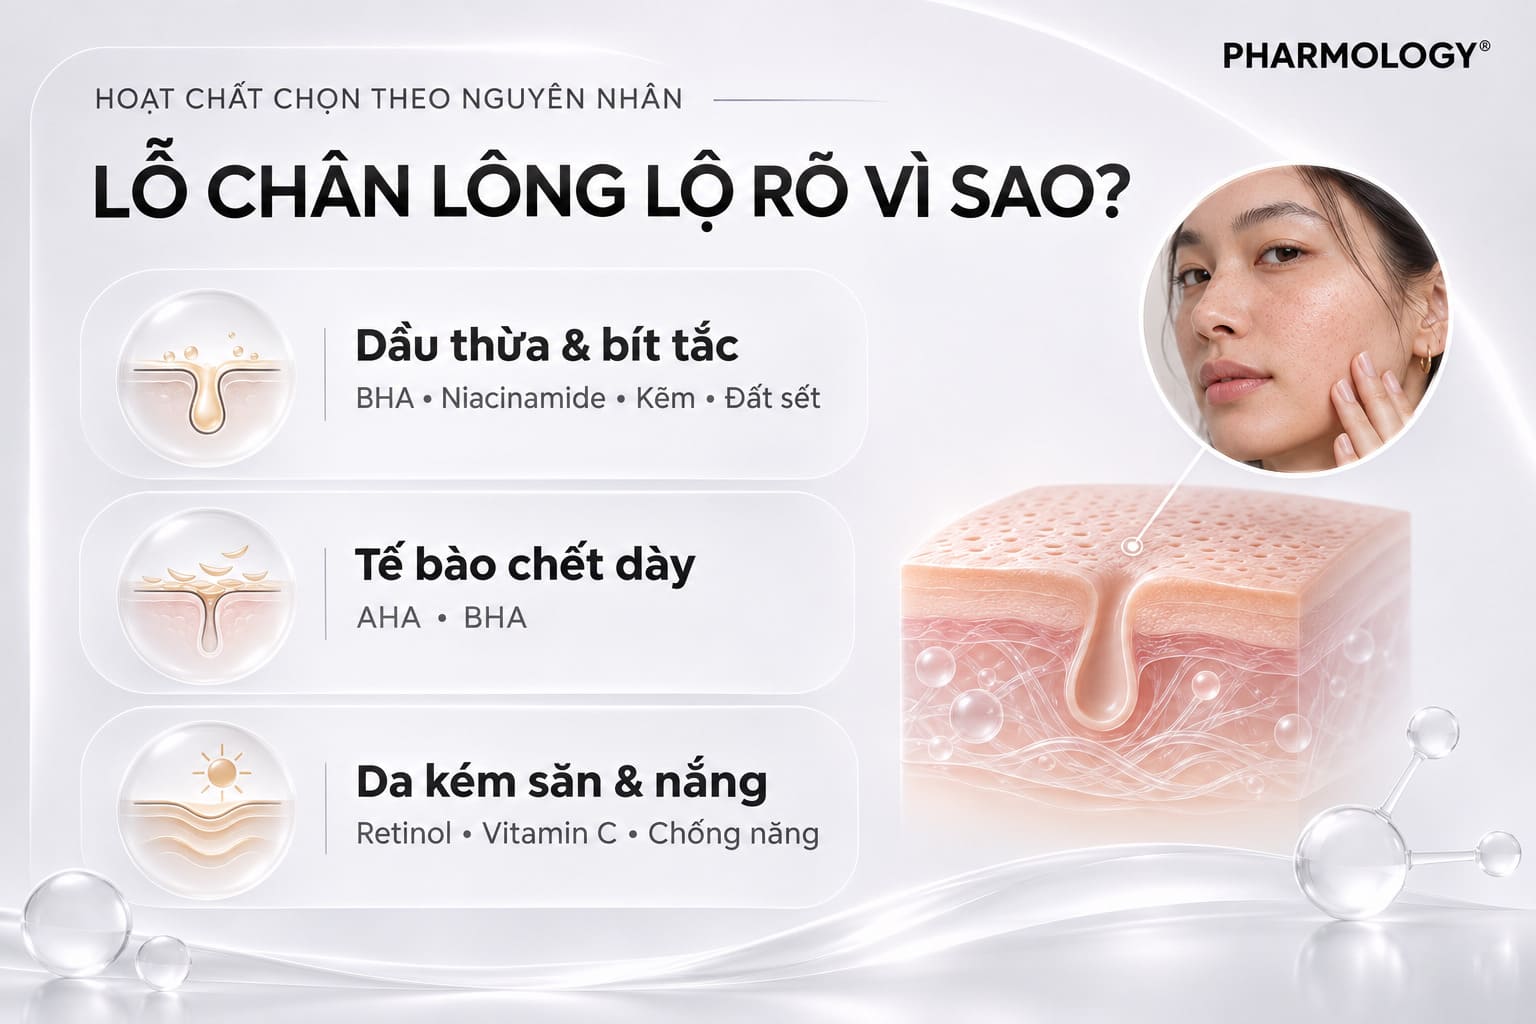 PHARMOLOGY®
HOẠT CHẤT CHỌN THEO NGUYÊN NHÂN
LỖ CHÂN LÔNG LỘ RÕ VÌ SAO?
Dầu thừa & bít tắc
BHA • Niacinamide • Kẽm • Đất sét
Tế bào chết dày
AHA • BHA
Da kém săn & nắng
Retinol • Vitamin C • Chống nắng